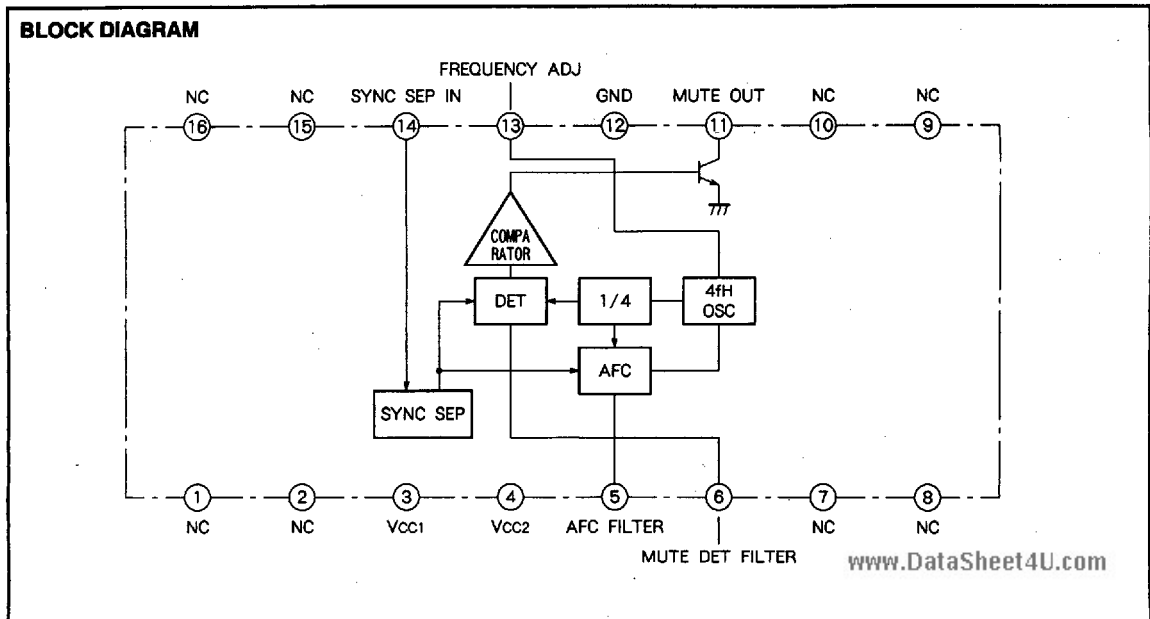 BLOCK DIAGRAM
FREQUENCY ADJ
NC NC SYNC SEP IN GND MUTE OUT NC NC
16 15 14 13 12 11 10 9
COMPA
RATOR
DET 1/4 4fH
OSC
AFC
SYNC SEP
1 2 3 4 5 6 7 8
NC NC VCC1 VCC2 AFC FILTER NC NC
MUTE DET FILTER
www.DataSheet4U.com